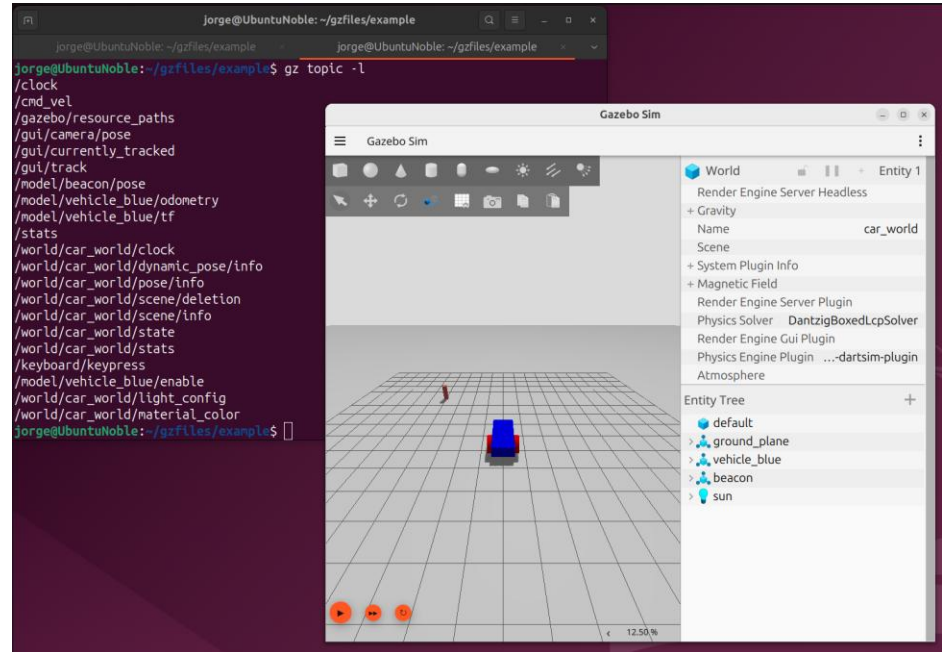 jorge@UbuntuNoble: ~/gzfiles/example
jorge@UbuntuNoble: ~/gzfiles/example
jorge@UbuntuNoble: ~/gzfiles/example
jorge@UbuntuNoble:~/gzfiles/example$ gz topic -l
/clock
/cmd_vel
/gazebo/resource_paths
/gui/camera/pose
/gui/currently_tracked
/gui/track
/model/beacon/pose
/model/vehicle_blue/odometry
/model/vehicle_blue/tf
/stats
/world/car_world/clock
/world/car_world/dynamic_pose/info
/world/car_world/pose/info
/world/car_world/scene/deletion
/world/car_world/scene/info
/world/car_world/state
/world/car_world/stats
/keyboard/keypress
/model/vehicle_blue/enable
/world/car_world/light_config
/world/car_world/material_color
jorge@UbuntuNoble:~/gzfiles/example$
Gazebo Sim
Gazebo Sim
World Entity 1
Render Engine Server Headless
+ Gravity
Name car_world
Scene
+ System Plugin Info
+ Magnetic Field
Render Engine Server Plugin
Physics Solver DantzigBoxedLcpSolver
Render Engine Gui Plugin
Physics Engine Plugin ...-dartsim-plugin
Atmosphere
Entity Tree
default
ground_plane
vehicle_blue
beacon
sun
12.50 %